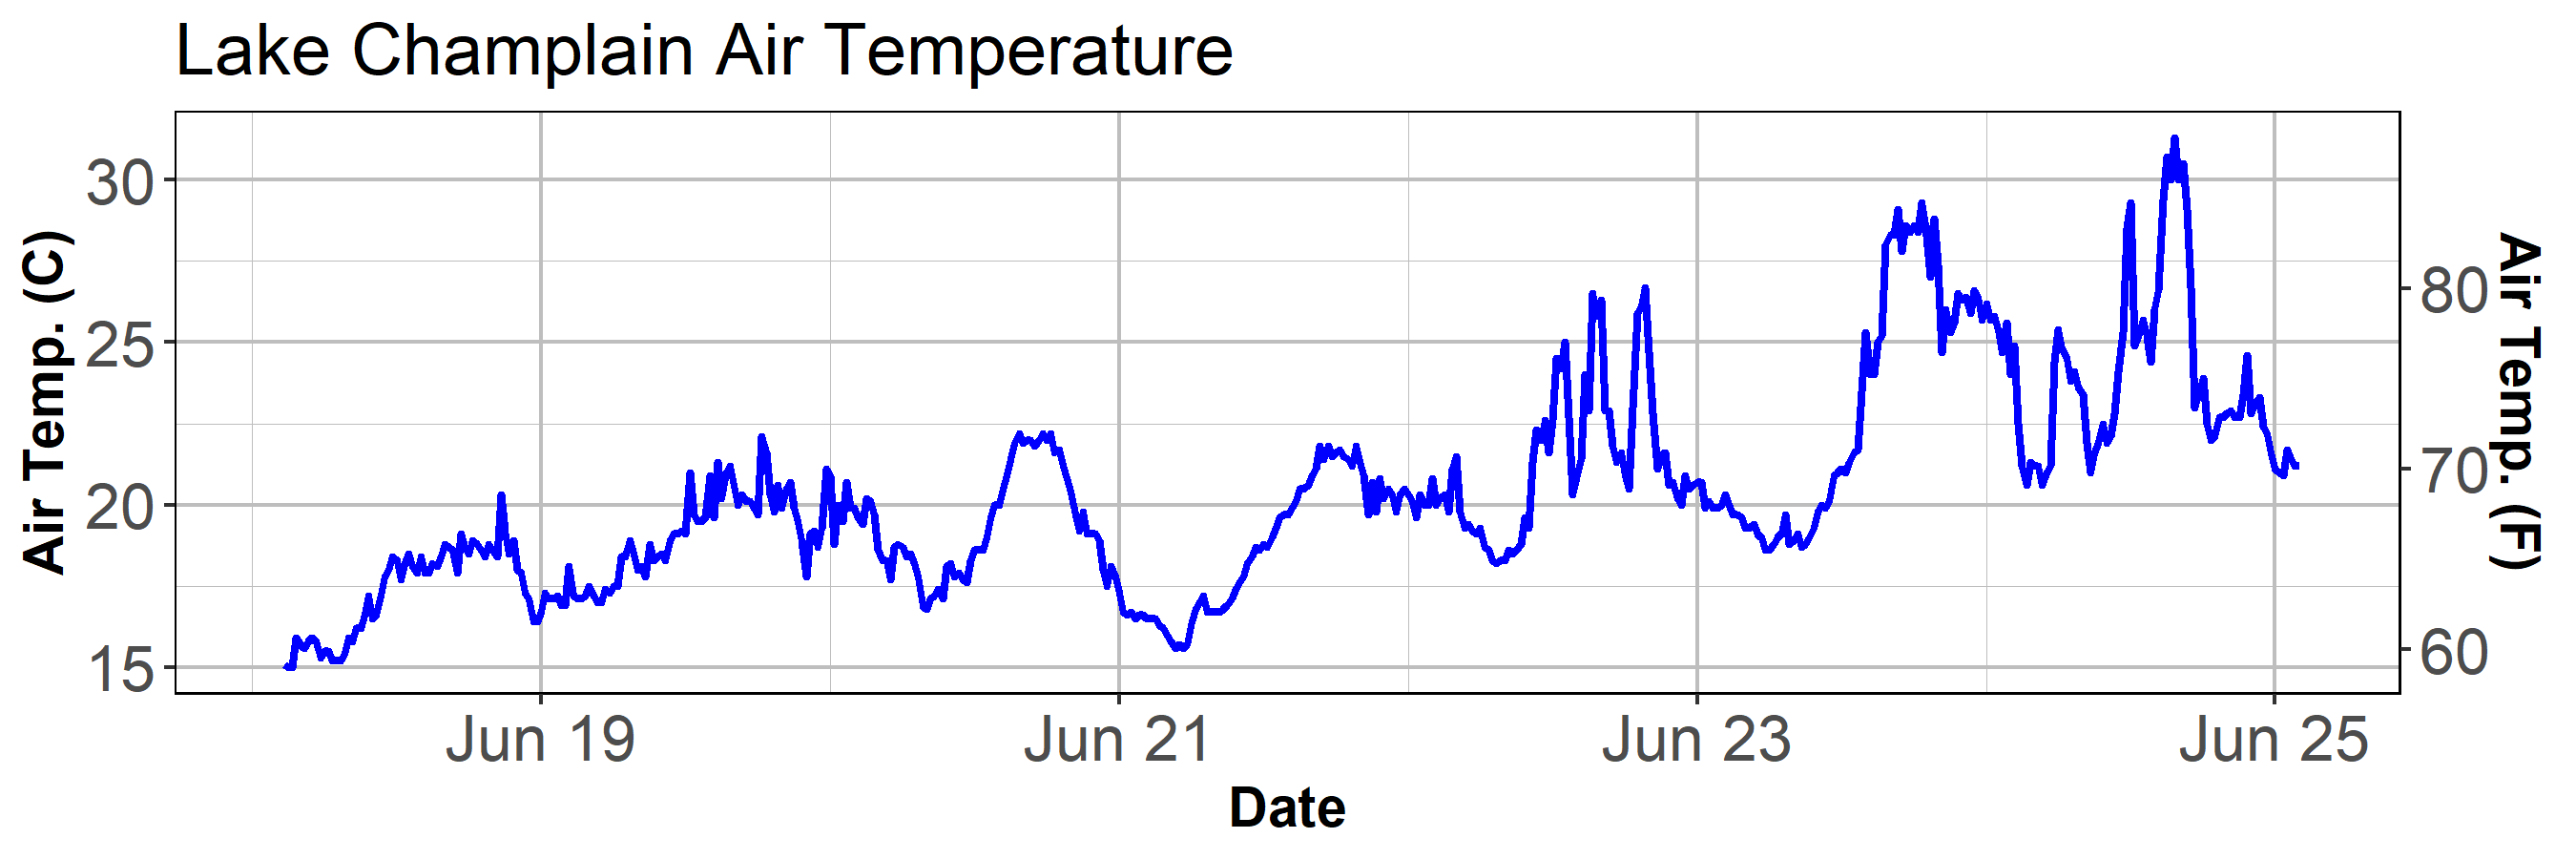 Lake Champlain Air Temperature
Air Temp. (C)
30
25
20
15
80
70
60
Air Temp. (F)
Jun 19
Jun 21
Jun 23
Jun 25
Date